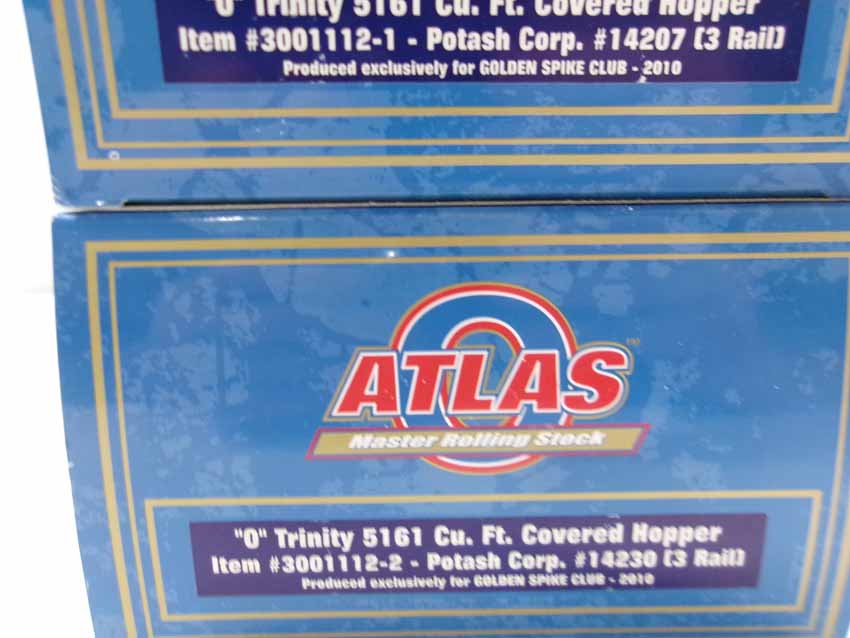 "O" Trinity 5161 Cu. Ft. Covered Hopper
Item #3001112-1 - Potash Corp. #14207 (3 Rail)
Produced exclusively for GOLDEN SPIKE CLUB - 2010
ATLAS™
Master Rolling Stock
"O" Trinity 5161 Cu. Ft. Covered Hopper
Item #3001112-2 - Potash Corp. #14230 (3 Rail)
Produced exclusively for GOLDEN SPIKE CLUB - 2010